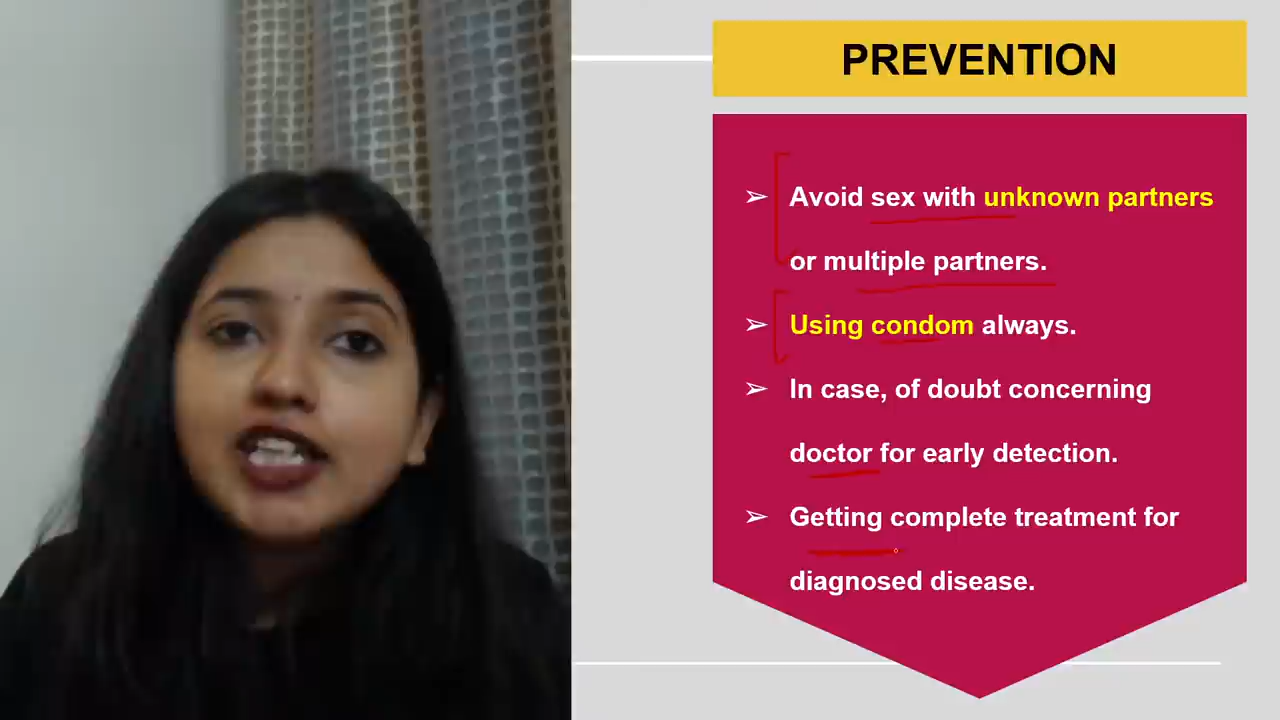 PREVENTION
➢ Avoid sex with unknown partners
or multiple partners.
➢ Using condom always.
➢ In case, of doubt concerning
doctor for early detection.
➢ Getting complete treatment for
diagnosed disease.